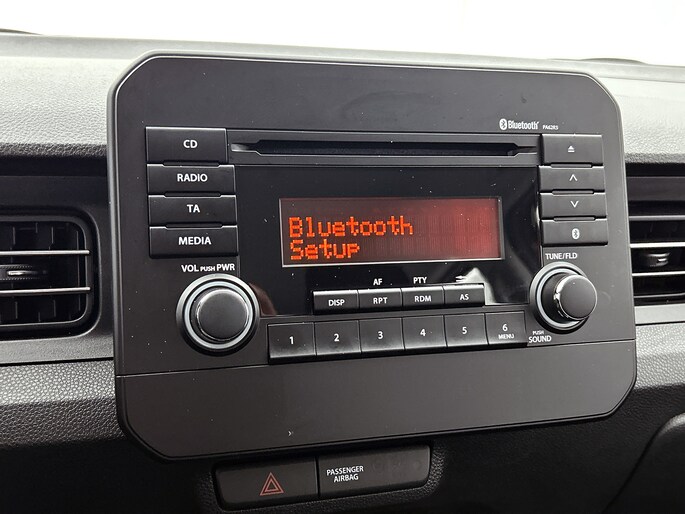 Bluetooth PA42R3
CD
RADIO
TA
MEDIA
VOL PUSH PWR
Bluetooth
Setup
TUNE/FLD
AF PTY
DISP RPT RDM AS
1 2 3 4 5 6
MENU
PUSH
SOUND
PASSENGER
AIRBAG